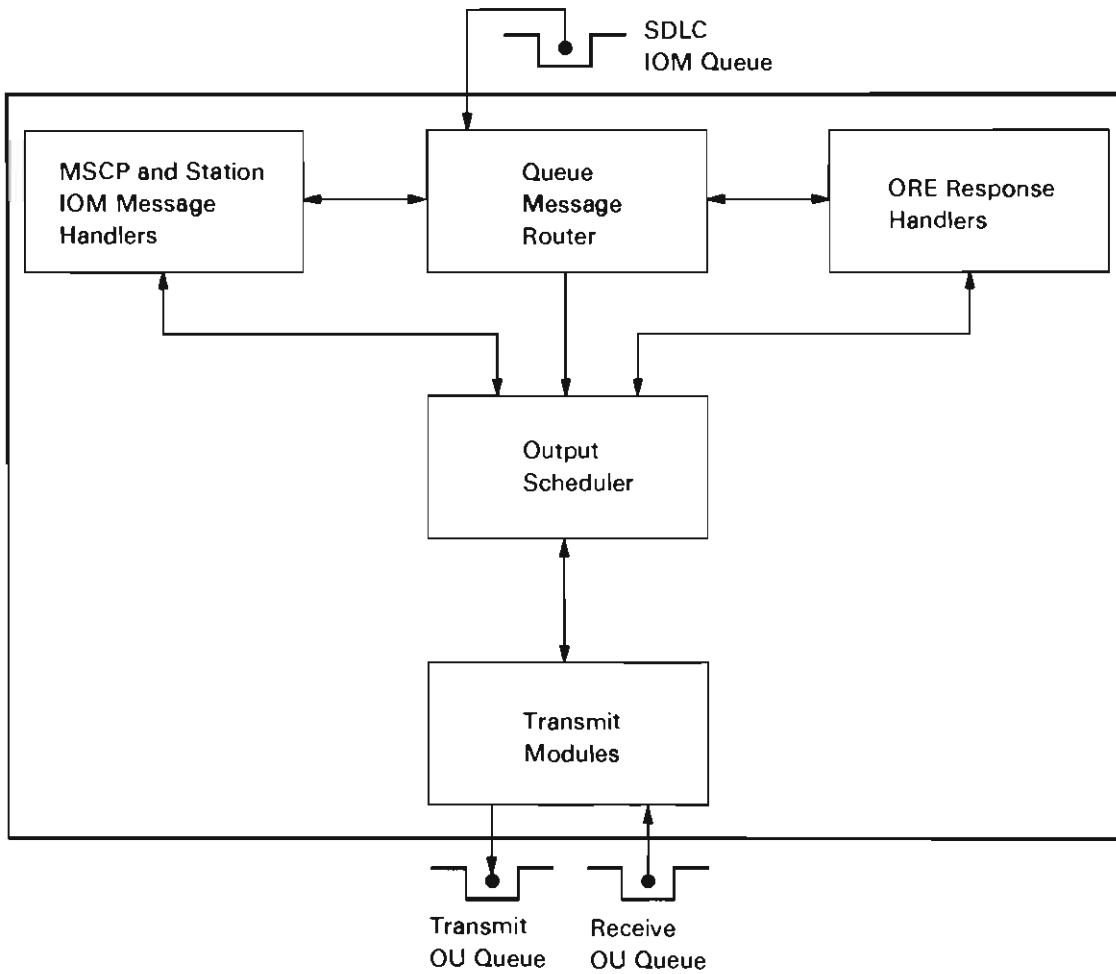 SDLC
IOM Queue
MSCP and Station
IOM Message
Handlers
Queue
Message
Router
ORE Response
Handlers
Output
Scheduler
Transmit
Modules
Transmit
OU Queue
Receive
OU Queue